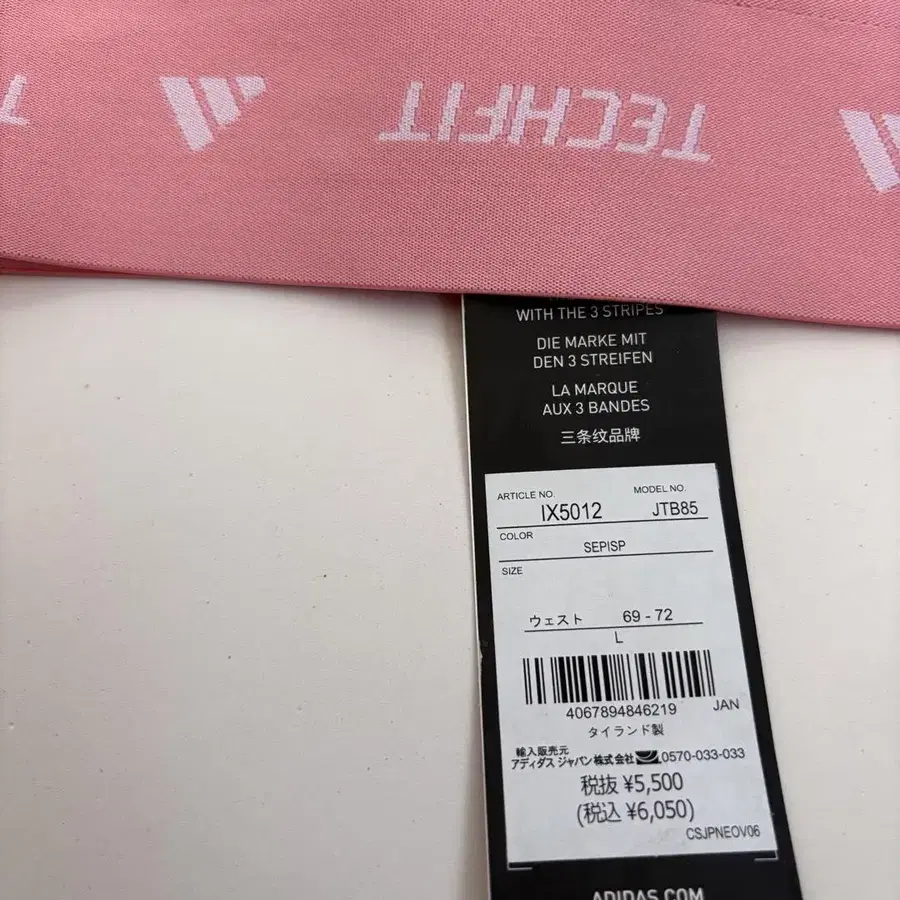 TECHFIT
WITH THE 3 STRIPES
DIE MARKE MIT
DEN 3 STREIFEN
LA MARQUE
AUX 3 BANDES
三条纹品牌
ARTICLE NO. MODEL NO.
IX5012 JTB85
COLOR
SEPISP
SIZE
ウェスト 69 - 72
L
4067894846219 JAN
タイランド製
輸入販売元
アディダス ジャパン株式会社 0570-033-033
税抜 ¥5,500
(税込 ¥6,050)
CSJPNEOV06
ADIDAS.COM